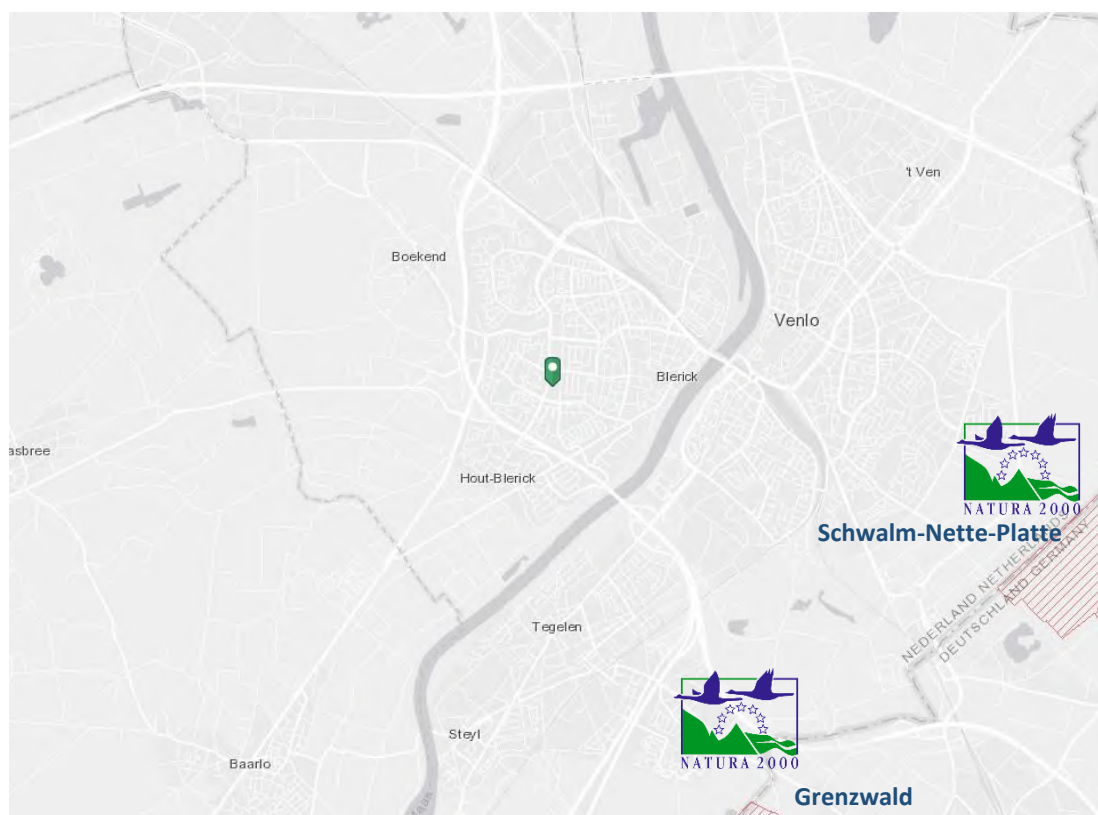 't Ven
Boekend
Venlo
Blerick
asbree
Hout-Blerick
NATURA 2000
Schwalm-Nette-Platte
NEDERLAND NETHERLANDS
DEUTSCHLAND GERMANY
Tegelen
Steyl
NATURA 2000
Baarlo
Maas
Grenzwald